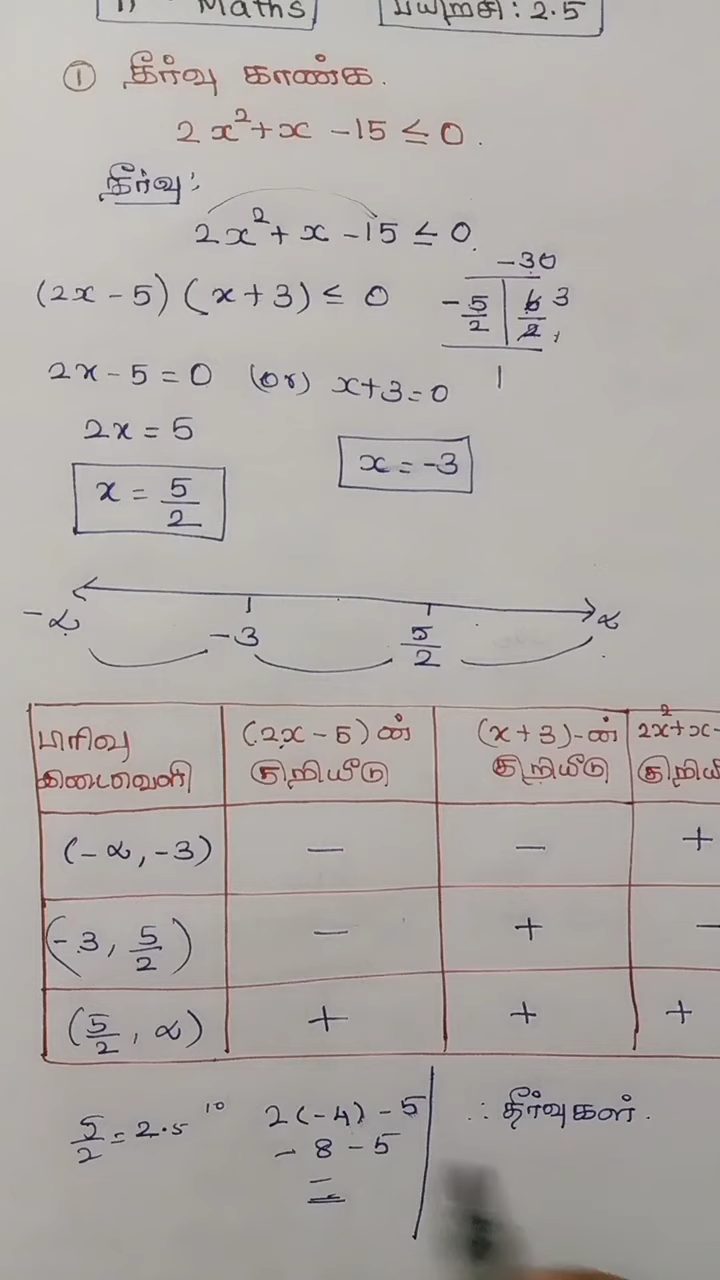 11 Maths பயிற்சி : 2.5
① தீர்வு காண்க.
2x² + x - 15 ≤ 0.
தீர்வு:
2x² + x - 15 ≤ 0.
-30
(2x - 5) (x + 3) ≤ 0
-5/2 | 6/2 3
1
2x - 5 = 0 (or) x + 3 = 0
2x = 5
x = 5/2
x = -3
-∝ -3 5/2 ∝
பிரிவு இடைவெளி | (2x - 5) ன் குறியீடு | (x + 3) - ன் குறியீடு | 2x² + x -
(-∝, -3) | — | — | +
(-3, 5/2) | — | + | —
(5/2, ∝) | + | + | +
5/2 = 2.5 10
2(-4) - 5
- 8 - 5
—
∴ தீர்வுகள்.